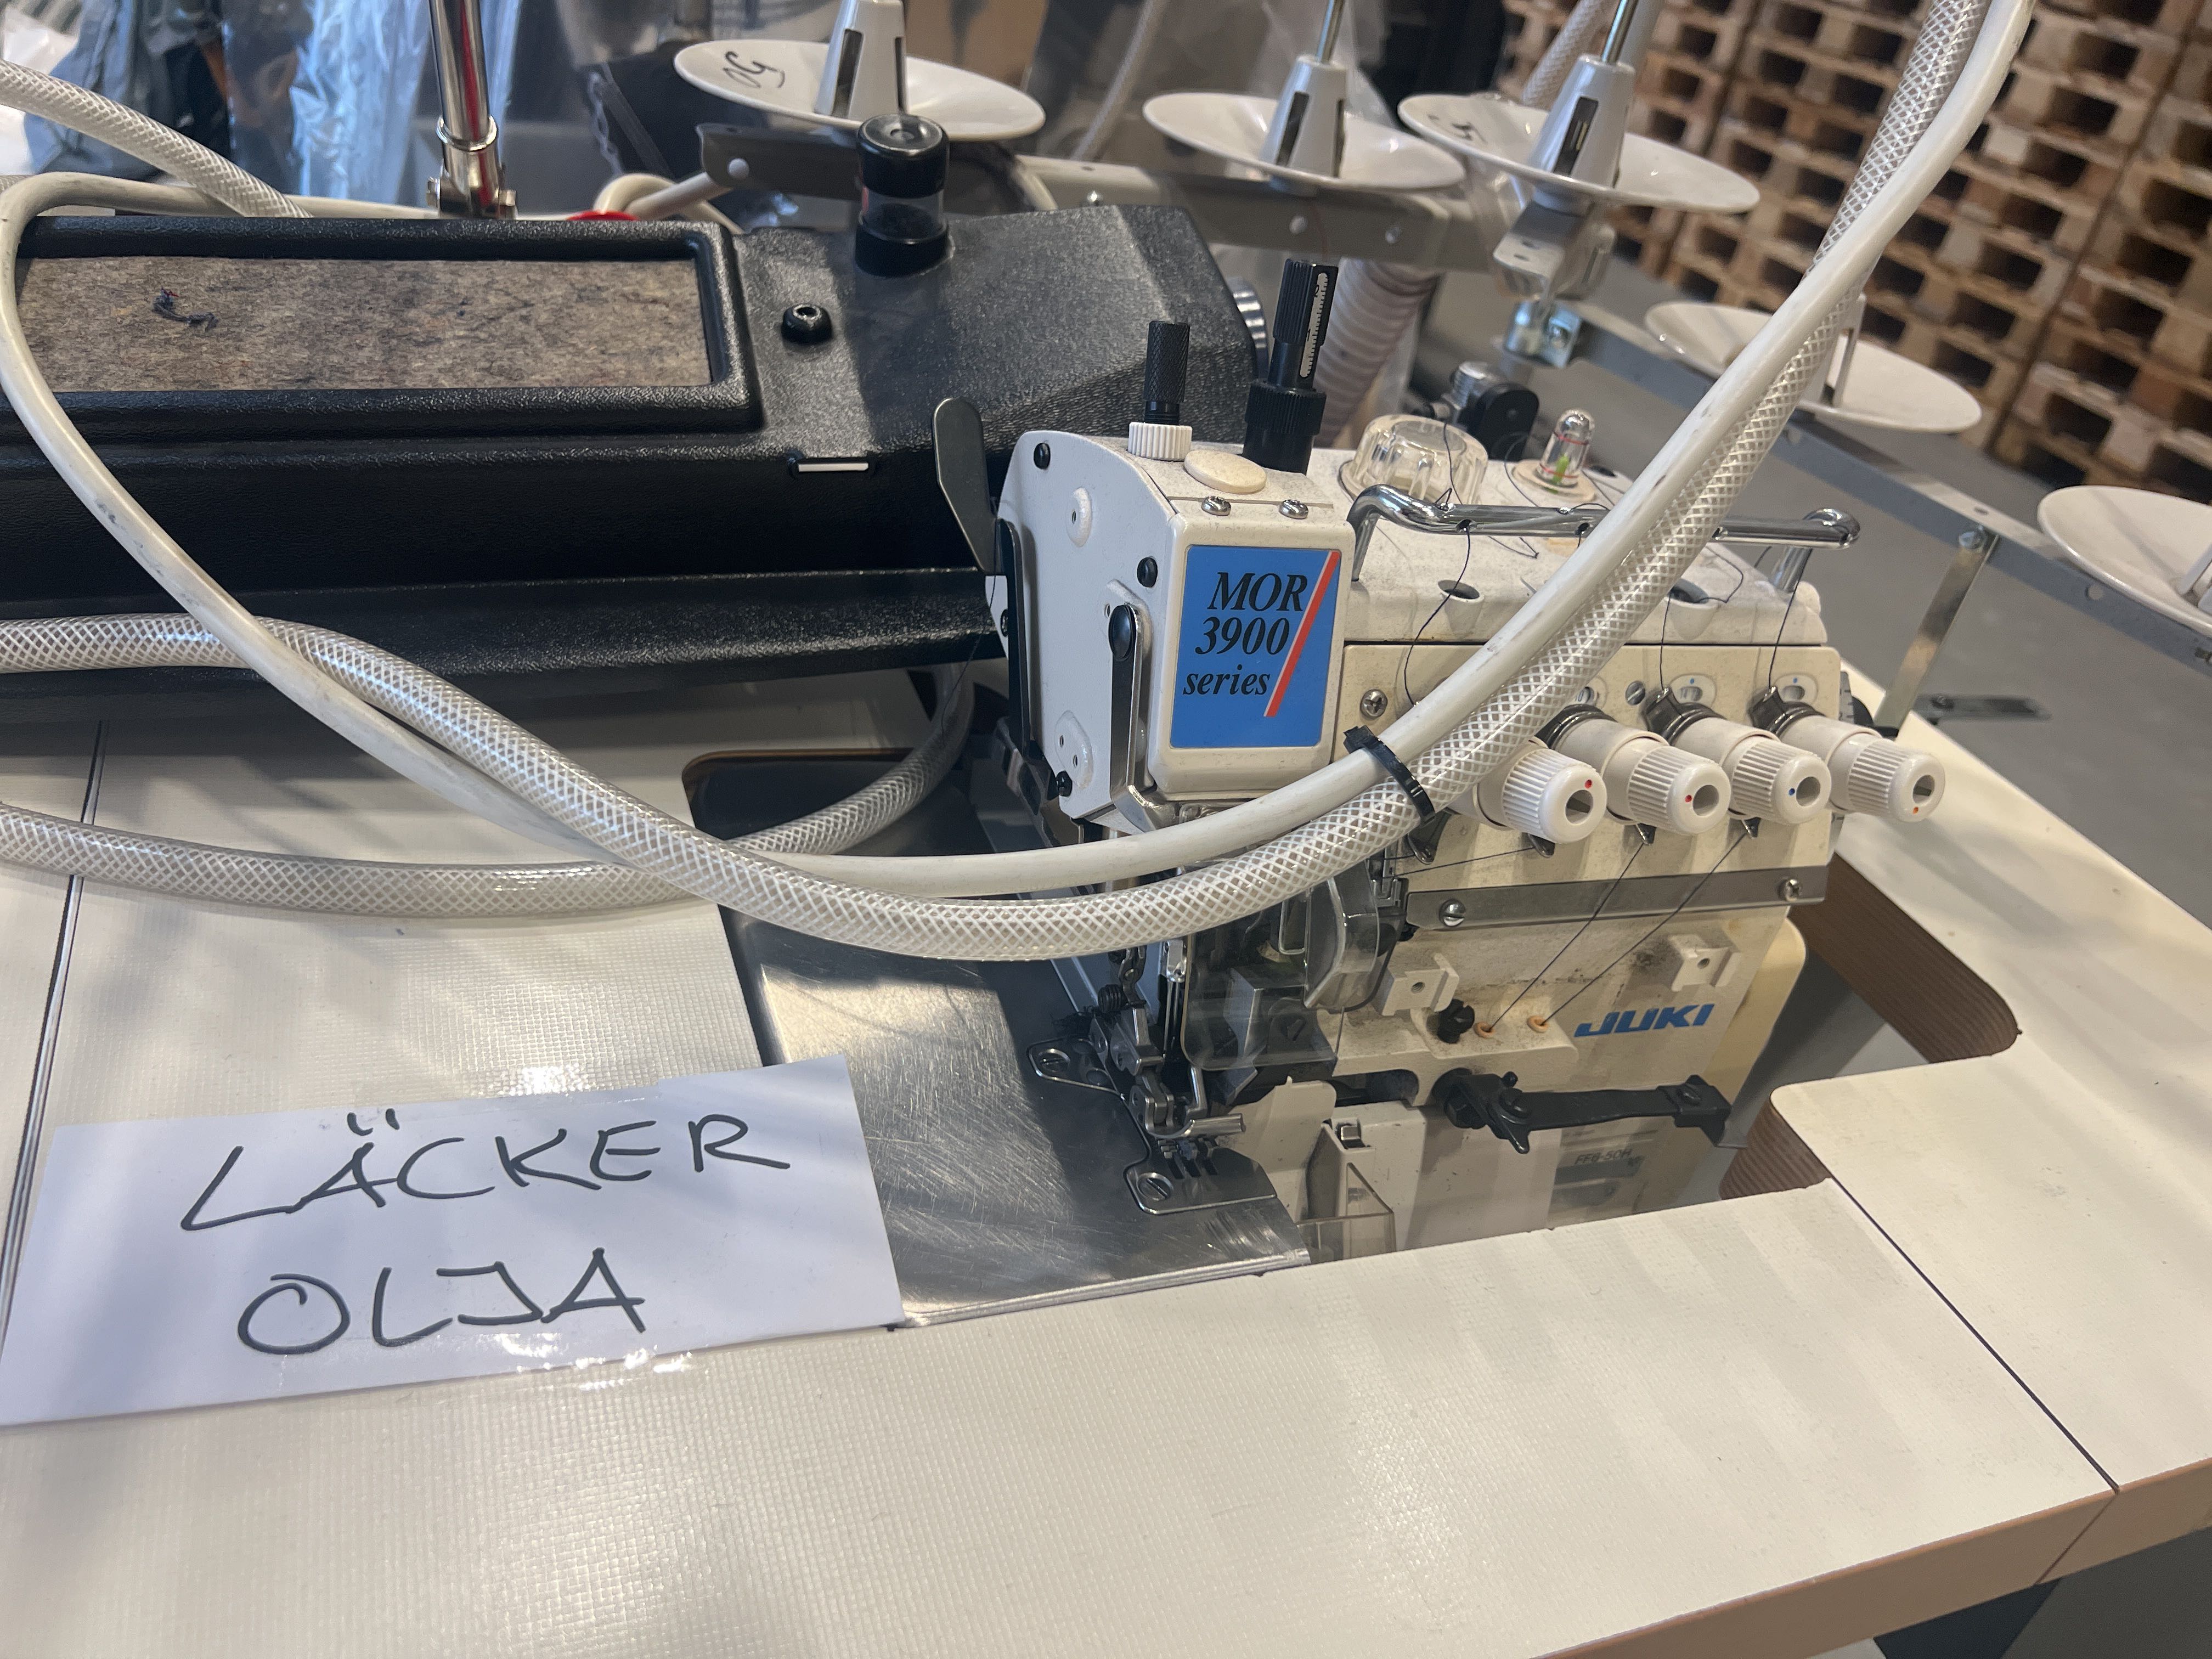 MOR
3900
series
JUKI
LÄCKER
OLJA